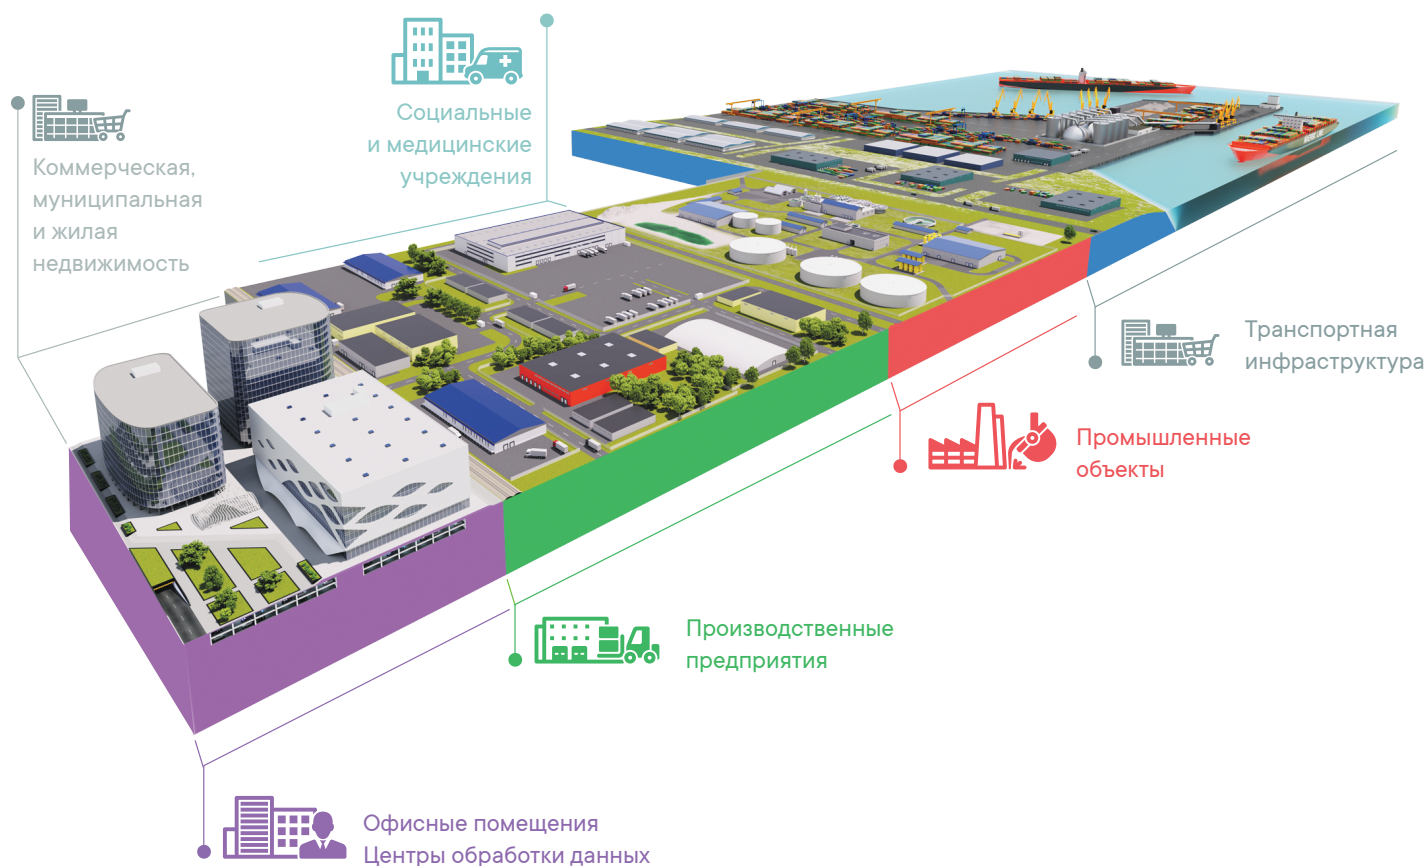 Социальные
и медицинские
учреждения
Коммерческая,
муниципальная
и жилая
недвижимость
Транспортная
инфраструктура
Промышленные
объекты
Производственные
предприятия
Офисные помещения
Центры обработки данных